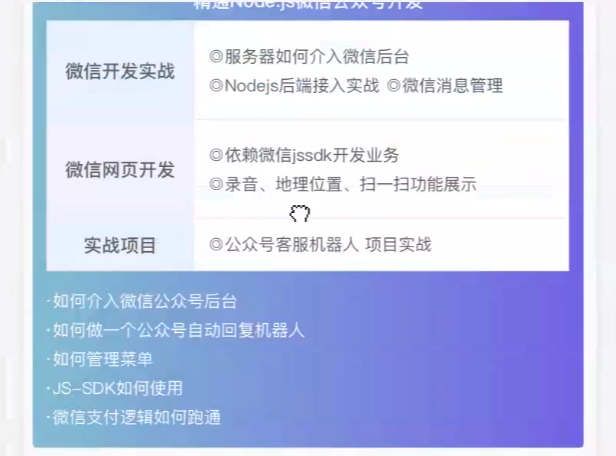 精通Node.js微信公众号开发
微信开发实战
◎服务器如何介入微信后台
◎Nodejs后端接入实战 ◎微信消息管理
微信网页开发
◎依赖微信jssdk开发业务
◎录音、地理位置、扫一扫功能展示
实战项目
◎公众号客服机器人 项目实战
·如何介入微信公众号后台
·如何做一个公众号自动回复机器人
·如何管理菜单
·JS-SDK如何使用
·微信支付逻辑如何跑通